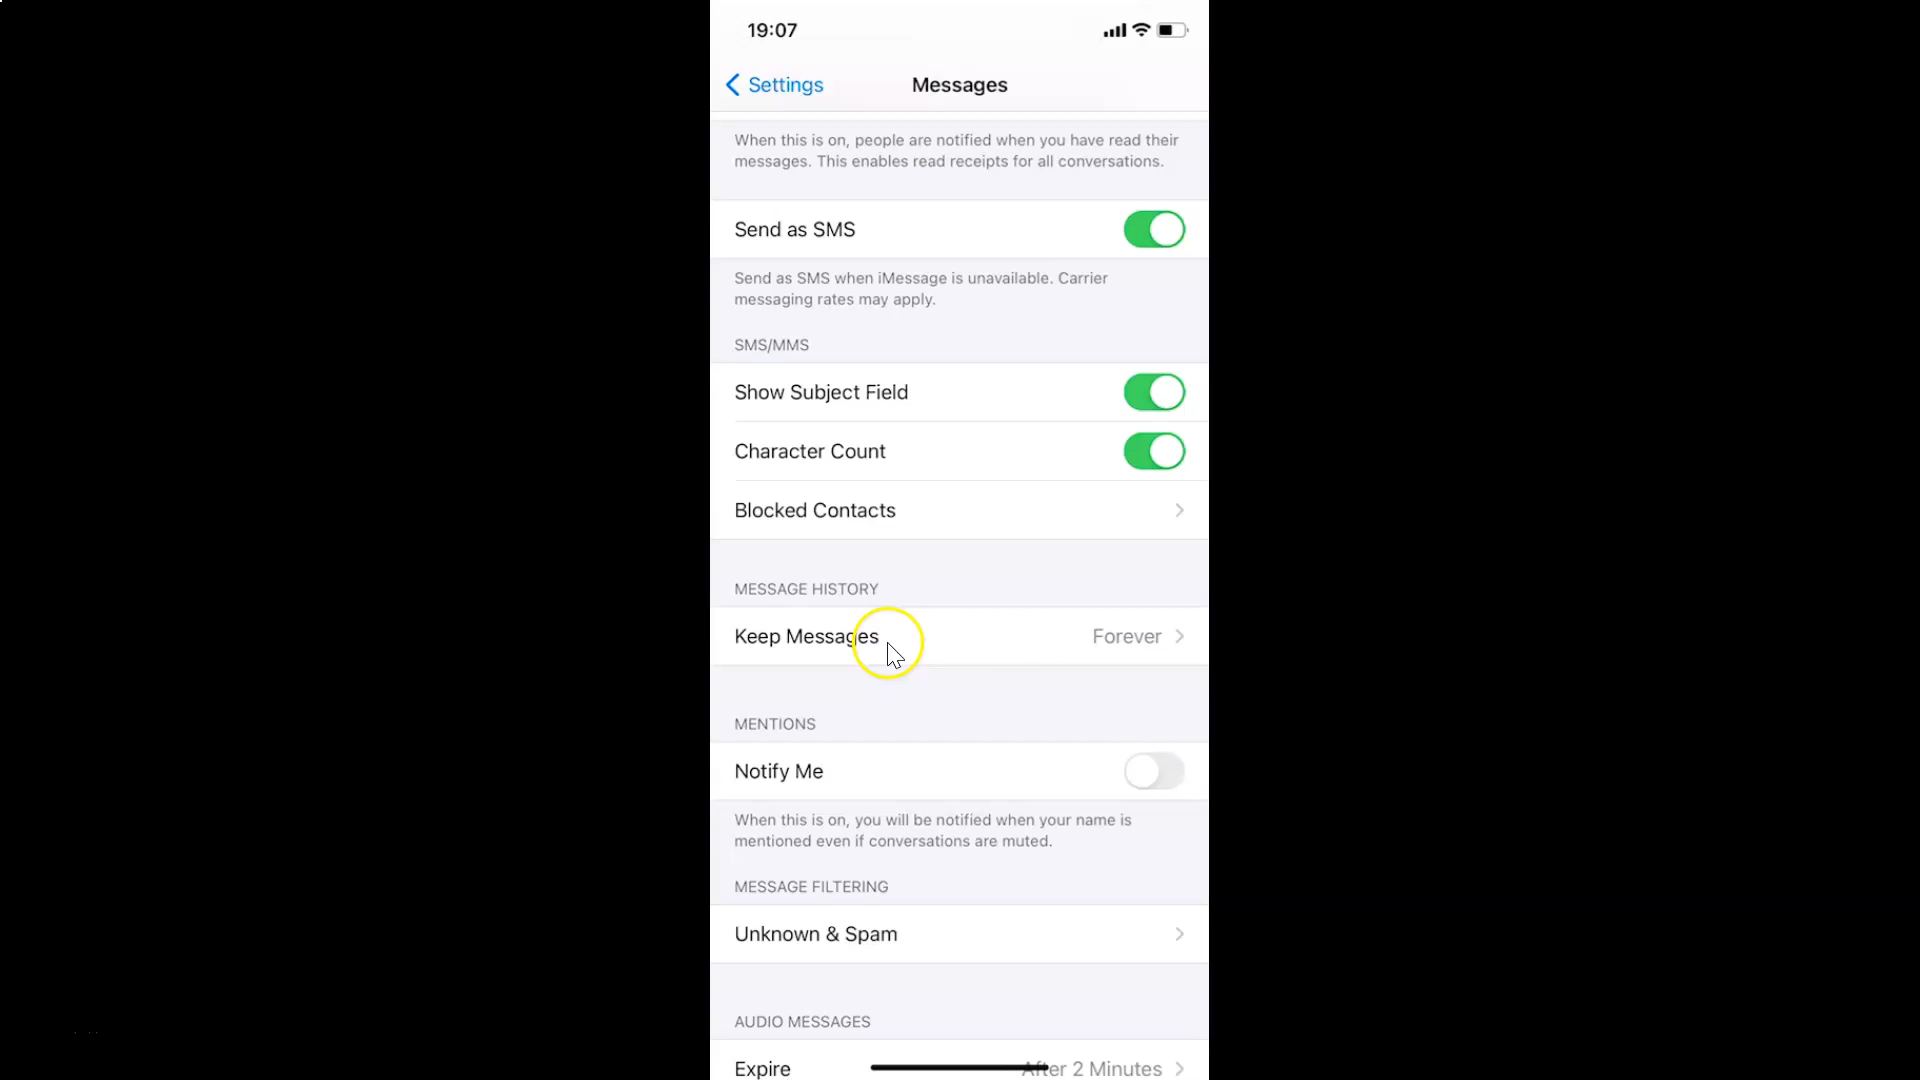 19:07
Settings
Messages
When this is on, people are notified when you have read their
messages. This enables read receipts for all conversations.
Send as SMS
Send as SMS when iMessage is unavailable. Carrier
messaging rates may apply.
SMS/MMS
Show Subject Field
Character Count
Blocked Contacts
MESSAGE HISTORY
Keep Messages
Forever
MENTIONS
Notify Me
When this is on, you will be notified when your name is
mentioned even if conversations are muted.
MESSAGE FILTERING
Unknown & Spam
AUDIO MESSAGES
Expire
After 2 Minutes